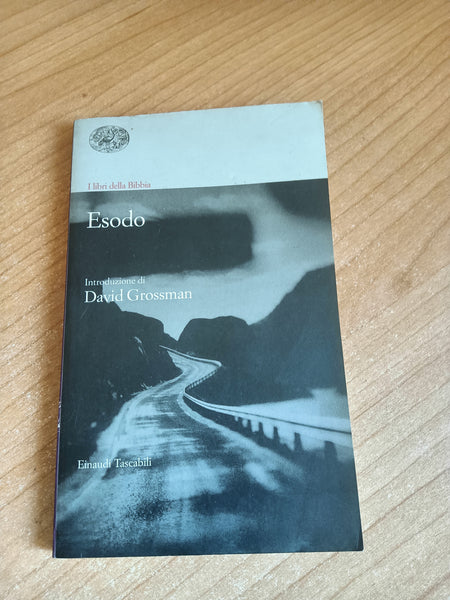 I libri della Bibbia
Esodo
Introduzione di
David Grossman
Einaudi Tascabili